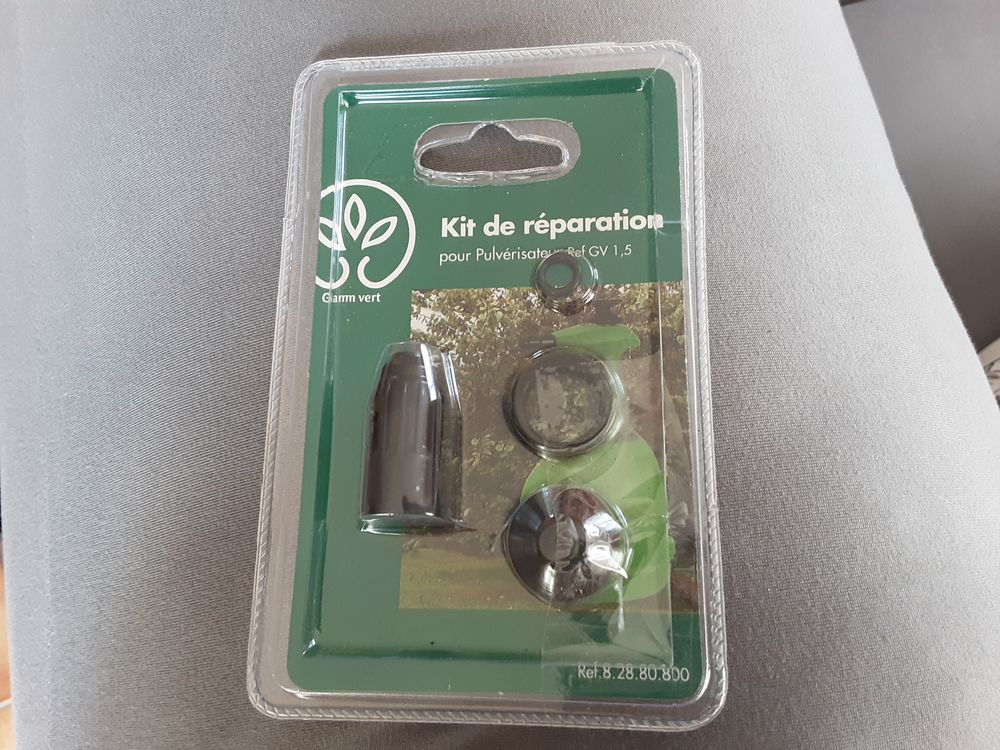 Kit de réparation
pour Pulvérisateur Ref GV 1,5
Gamm vert
Ref.8.28.80.800